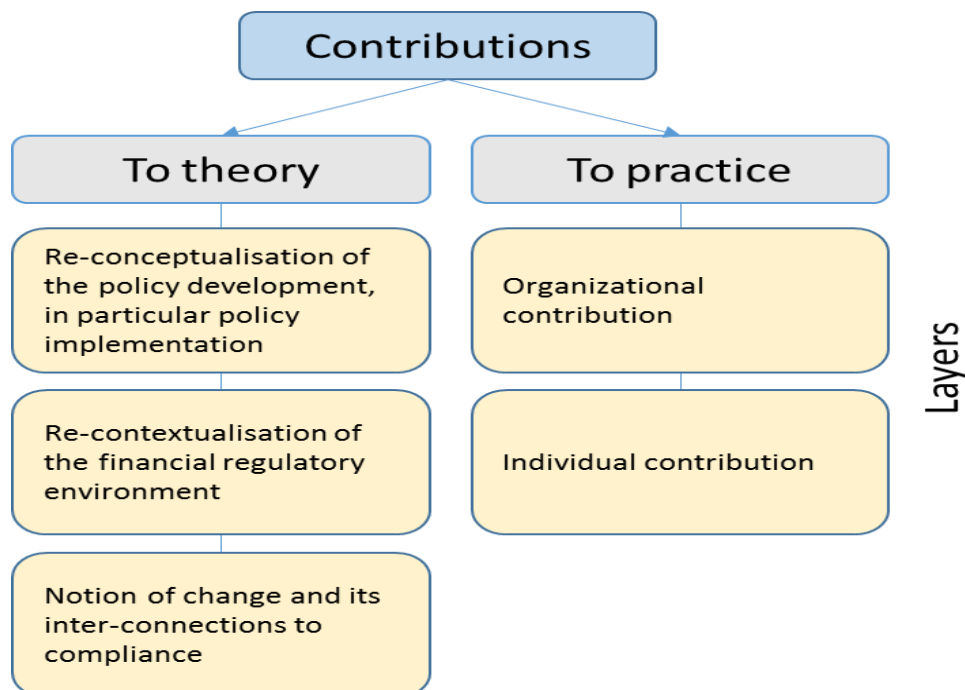 Contributions
To theory
Re-conceptualisation of
the policy development,
in particular policy
implementation
Re-contextualisation of
the financial regulatory
environment
Notion of change and its
inter-connections to
compliance
To practice
Organizational
contribution
Individual contribution
Layers